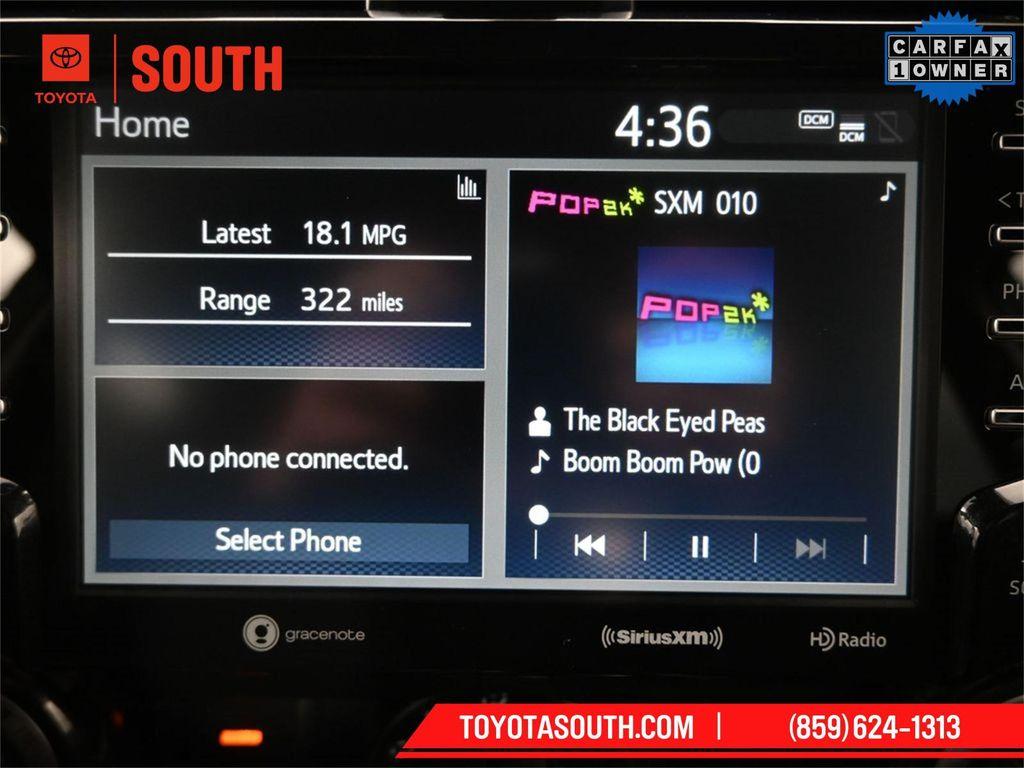 TOYOTA
SOUTH
CARFAX
1 OWNER
Home
4:36
DCM
DCM
Latest 18.1 MPG
Range 322 miles
No phone connected.
Select Phone
POP2K* SXM 010
POP2K*
The Black Eyed Peas
Boom Boom Pow (0
gracenote
((SiriusXM))
HD Radio
TOYOTASOUTH.COM | (859) 624-1313